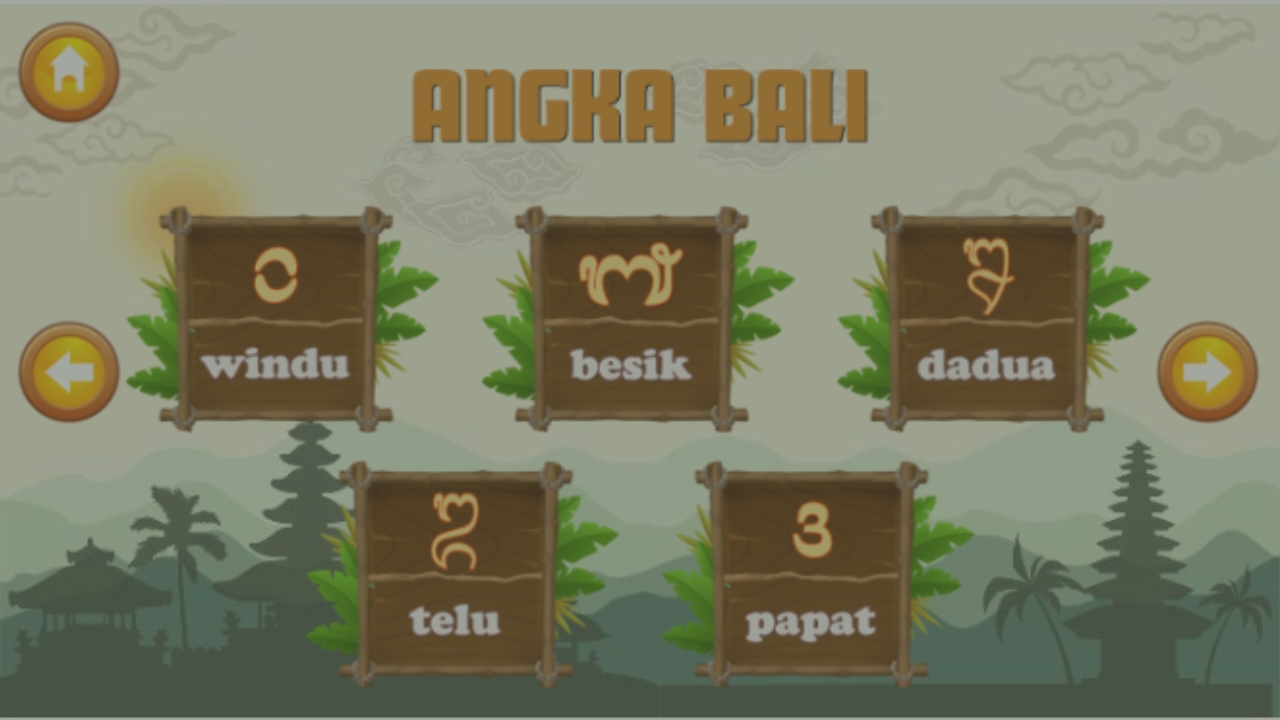 ANGKA BALI
᭐ ᭑ ᭒
windu besik dadua
᭓ ᭔
telu papat